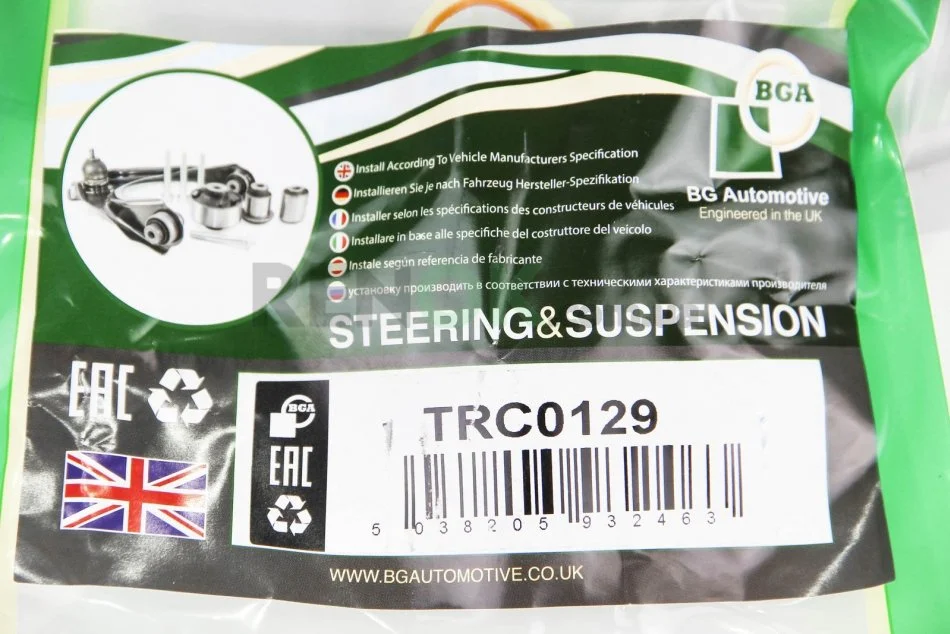 BGA
BG Automotive
Engineered in the UK
Install According To Vehicle Manufacturers Specification
Installieren Sie je nach Fahrzeug Hersteller-Spezifikation
Installer selon les spécifications des constructeurs de véhicules
Installare in base alle specifiche del costruttore del veicolo
Instale según referencia de fabricante
установку производить в соответствии с техническими характеристиками производителя
STEERING&SUSPENSION
EAC
BGA
EAC
TRC0129
5 038205 932463
WWW.BGAUTOMOTIVE.CO.UK